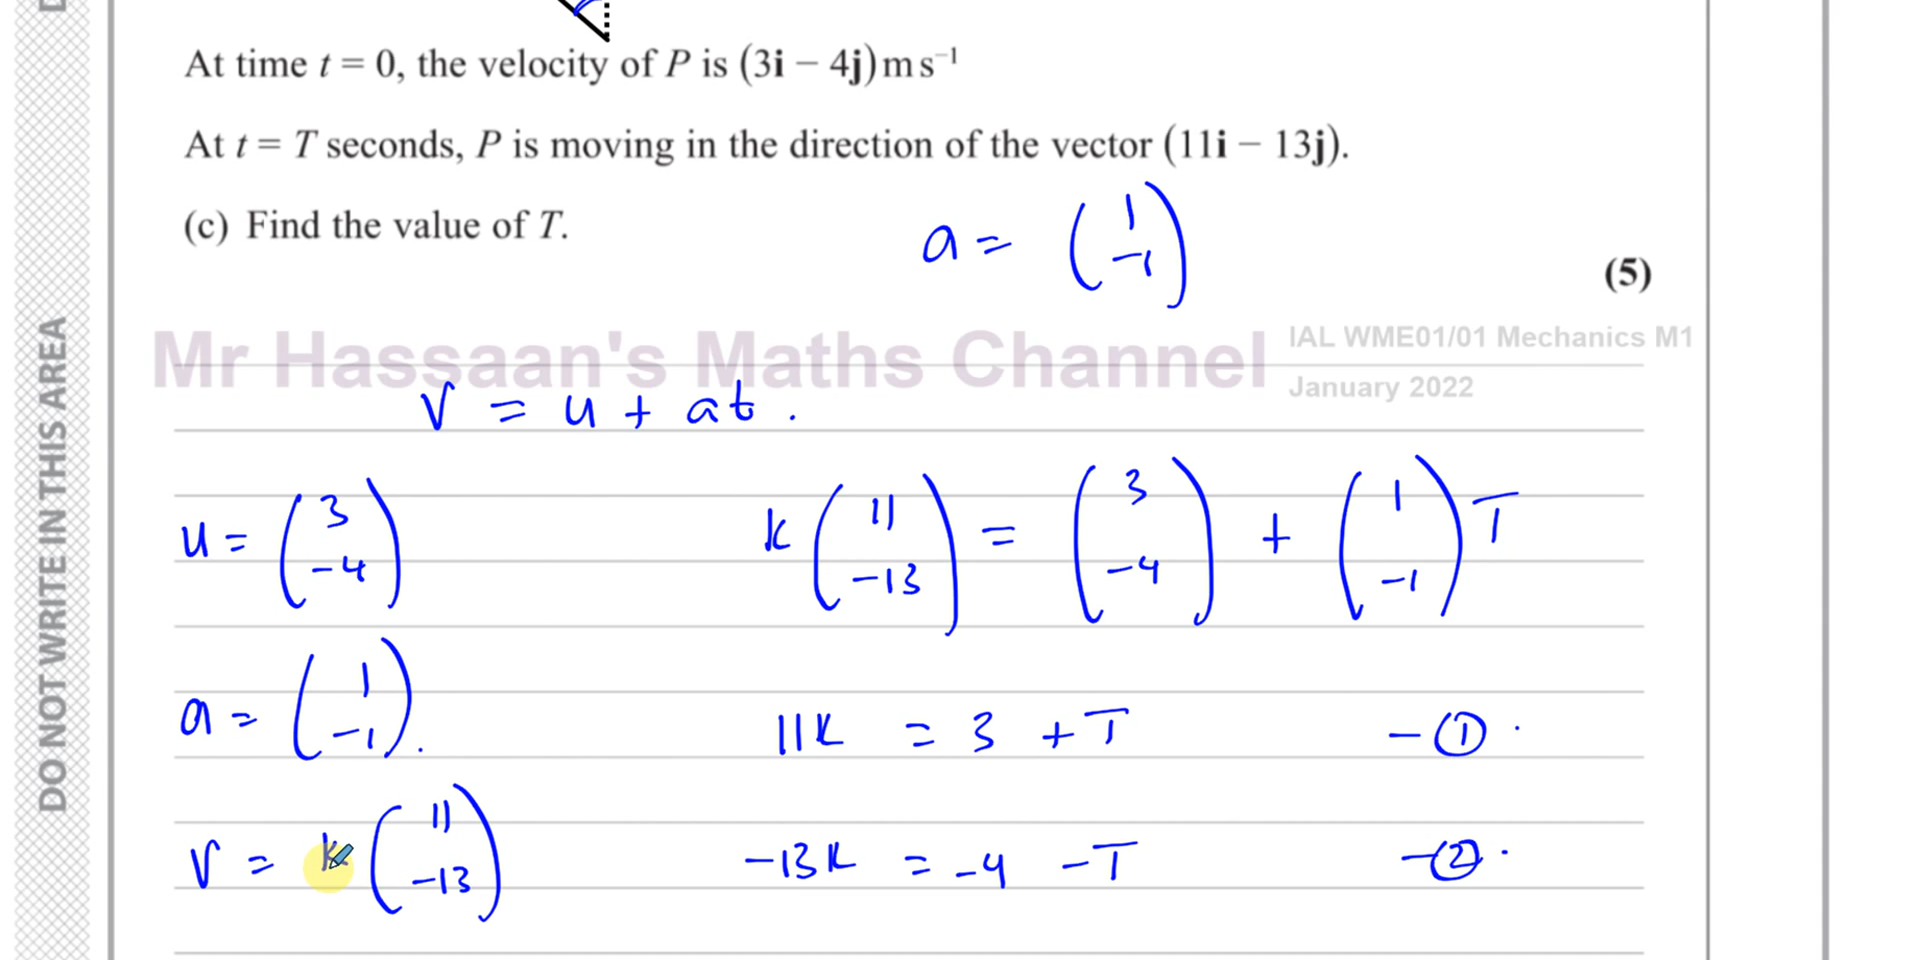 At time t = 0, the velocity of P is (3i − 4j) m s⁻¹
At t = T seconds, P is moving in the direction of the vector (11i − 13j).
(c) Find the value of T.
a = (1 −1)
(5)
Mr Hassaan's Maths Channel
IAL WME01/01 Mechanics M1
January 2022
v = u + at.
u = (3 −4)
k (11 −13) = (3 −4) + (1 −1) T
a = (1 −1).
11k = 3 + T −①.
v = k (11 −13)
−13k = −4 − T −②.
DO NOT WRITE IN THIS AREA